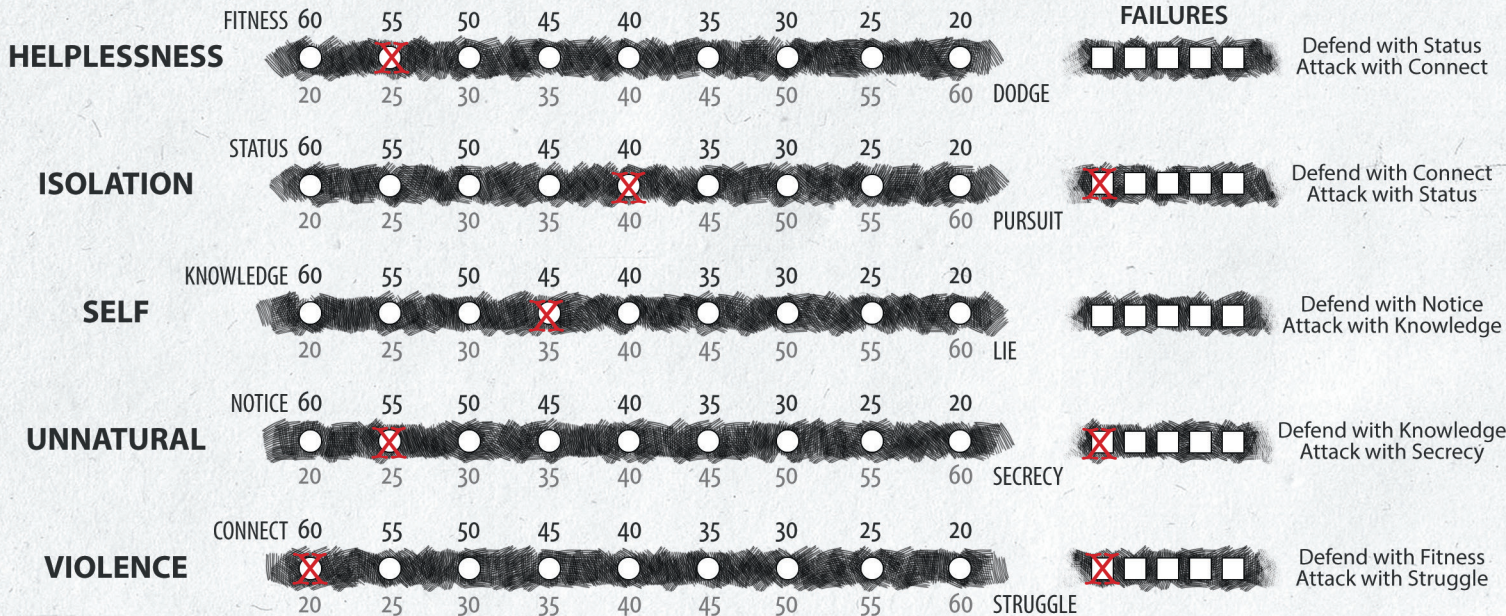 FITNESS 60 55 50 45 40 35 30 25 20 FAILURES
HELPLESSNESS Defend with Status
Attack with Connect
20 25 30 35 40 45 50 55 60 DODGE
STATUS 60 55 50 45 40 35 30 25 20
ISOLATION Defend with Connect
Attack with Status
20 25 30 35 40 45 50 55 60 PURSUIT
KNOWLEDGE 60 55 50 45 40 35 30 25 20
SELF Defend with Notice
Attack with Knowledge
20 25 30 35 40 45 50 55 60 LIE
NOTICE 60 55 50 45 40 35 30 25 20
UNNATURAL Defend with Knowledge
Attack with Secrecy
20 25 30 35 40 45 50 55 60 SECRECY
CONNECT 60 55 50 45 40 35 30 25 20
VIOLENCE Defend with Fitness
Attack with Struggle
20 25 30 35 40 45 50 55 60 STRUGGLE